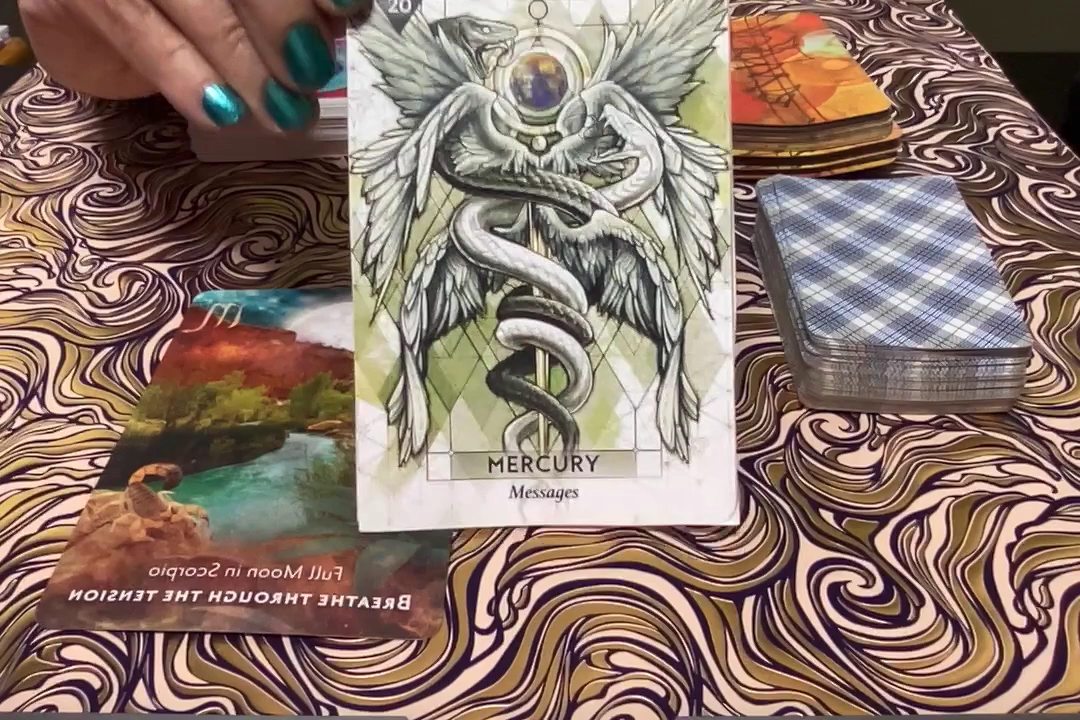 20
MERCURY
Messages
Full Moon in Scorpio
BREATHE THROUGH THE TENSION